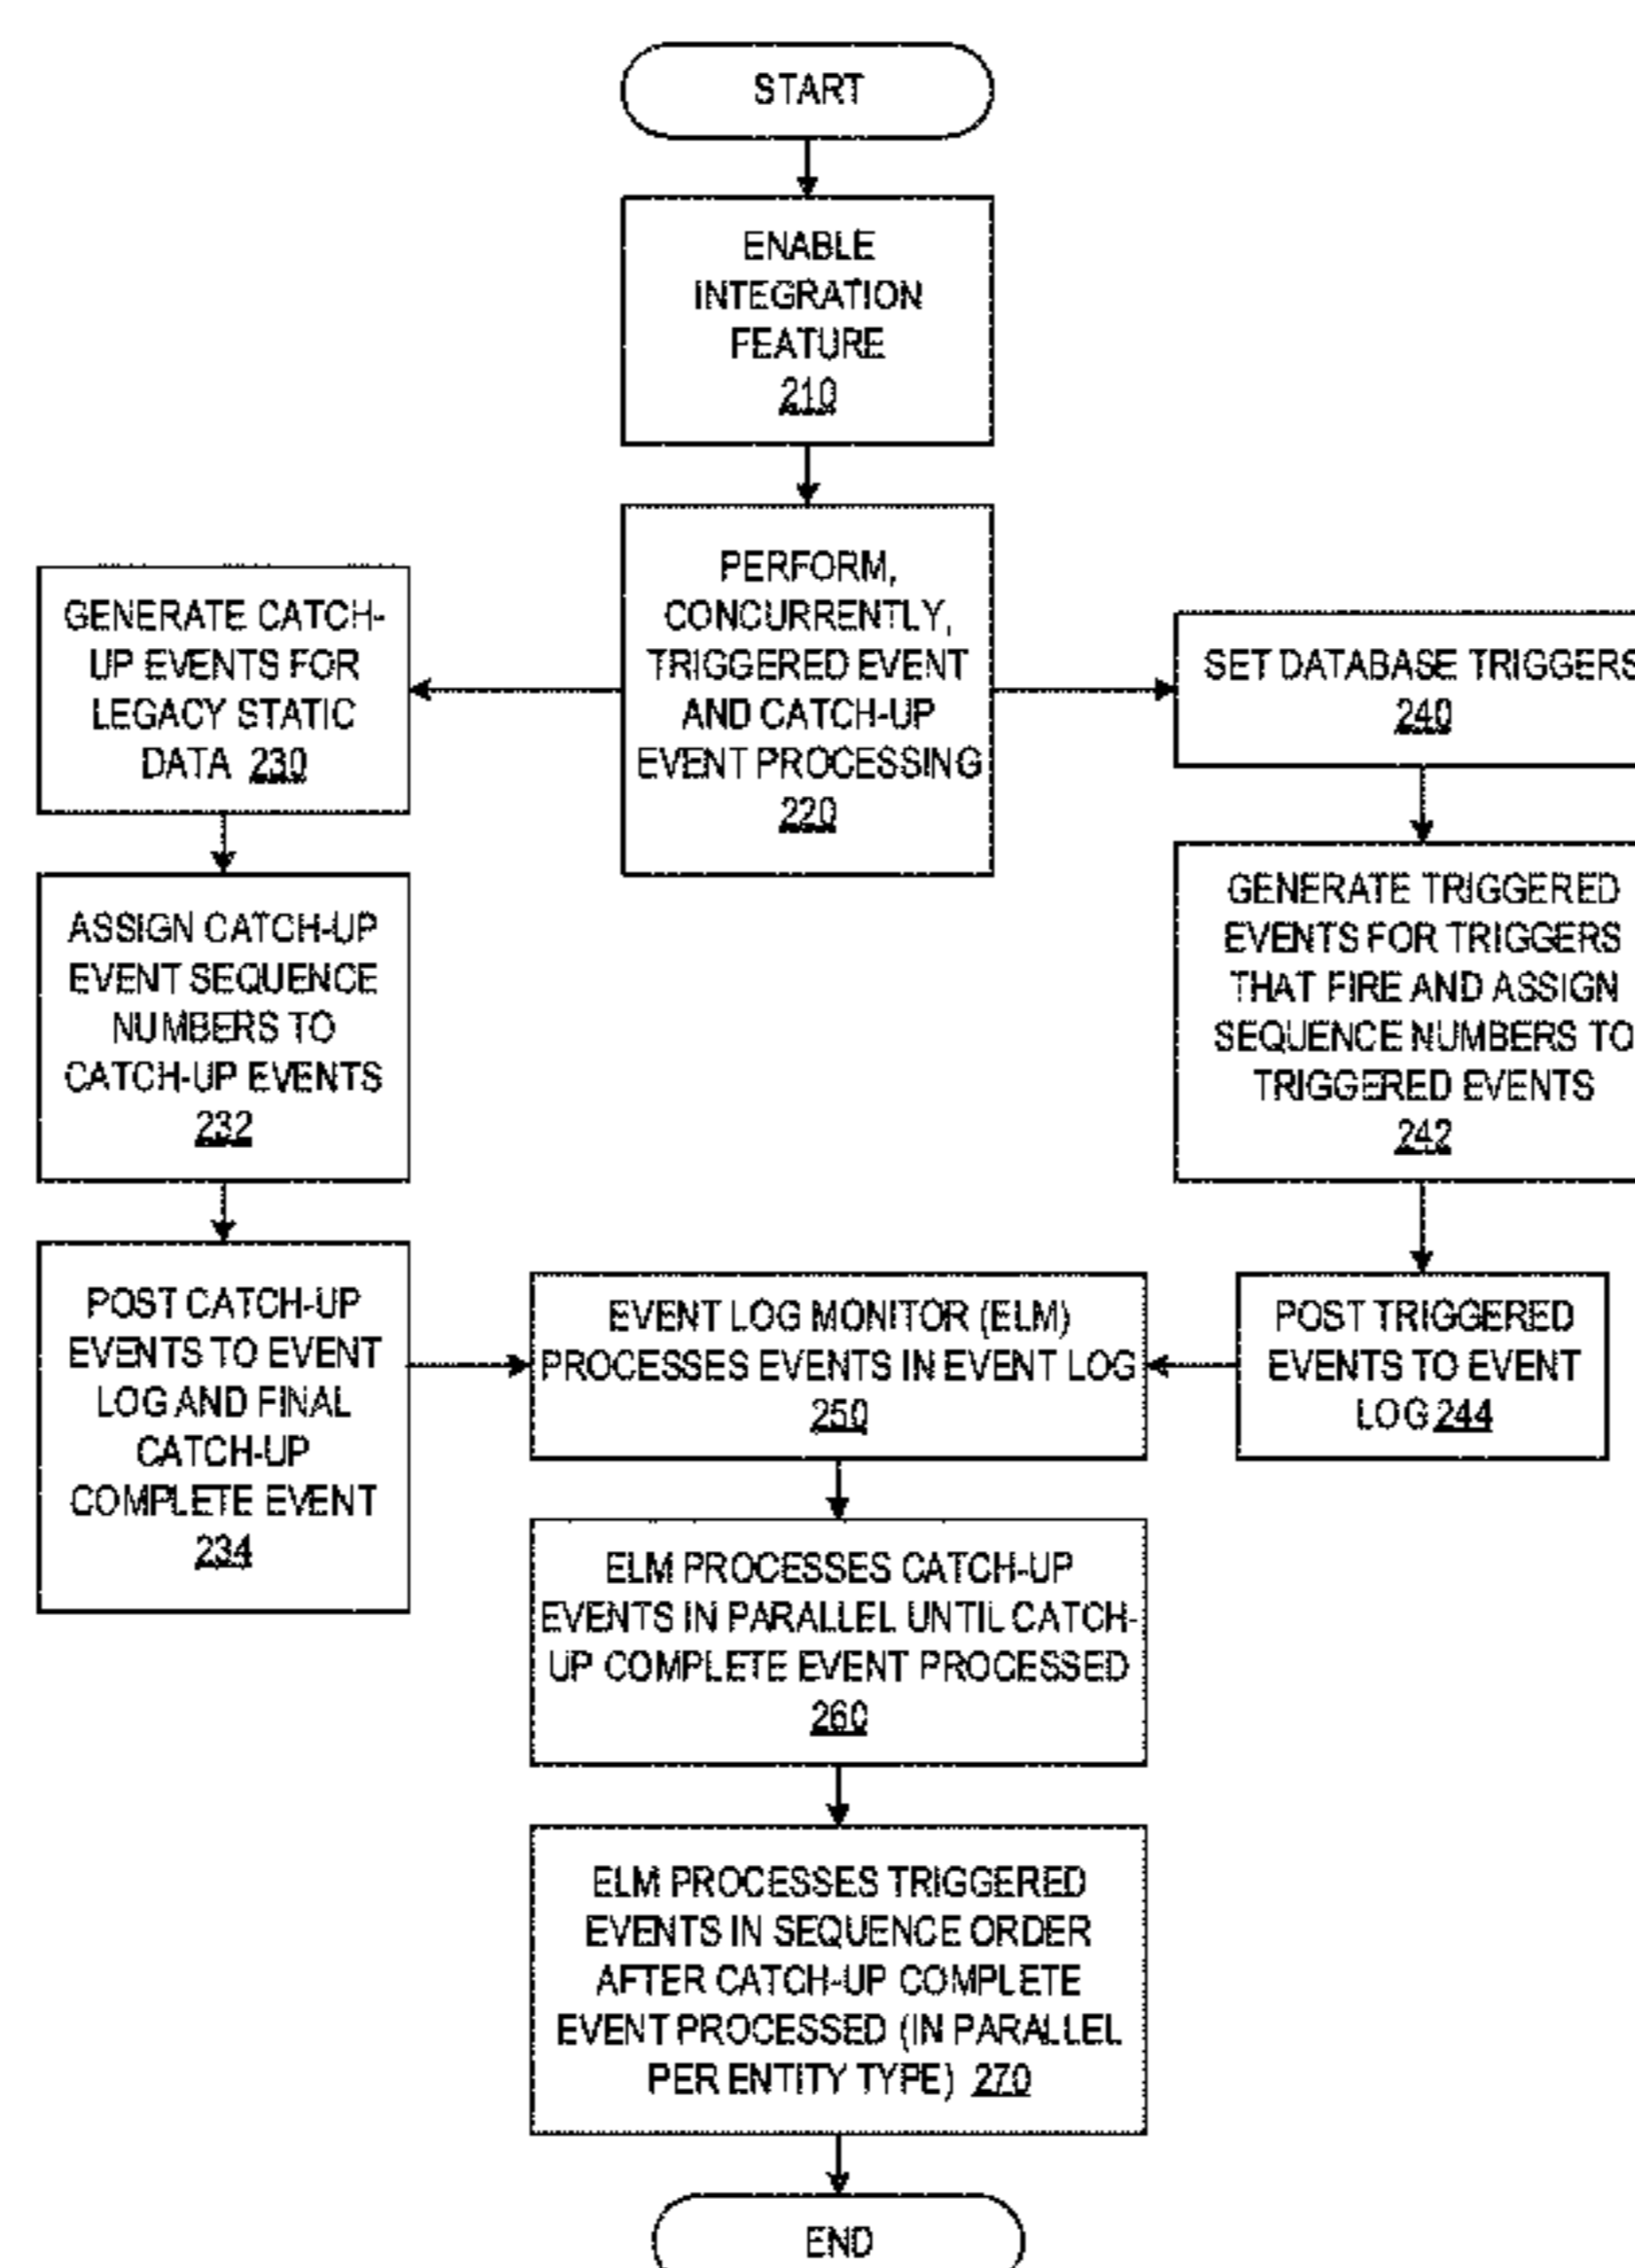 START
ENABLE
INTEGRATION
FEATURE
210
PERFORM,
CONCURRENTLY,
TRIGGERED EVENT
AND CATCH-UP
EVENT PROCESSING
220
GENERATE CATCH-
UP EVENTS FOR
LEGACY STATIC
DATA 230
ASSIGN CATCH-UP
EVENT SEQUENCE
NUMBERS TO
CATCH-UP EVENTS
232
POST CATCH-UP
EVENTS TO EVENT
LOG AND FINAL
CATCH-UP
COMPLETE EVENT
234
SET DATABASE TRIGGERS
240
GENERATE TRIGGERED
EVENTS FOR TRIGGERS
THAT FIRE AND ASSIGN
SEQUENCE NUMBERS TO
TRIGGERED EVENTS
242
POST TRIGGERED
EVENTS TO EVENT
LOG 244
EVENT LOG MONITOR (ELM)
PROCESSES EVENTS IN EVENT LOG
250
ELM PROCESSES CATCH-UP
EVENTS IN PARALLEL UNTIL CATCH-
UP COMPLETE EVENT PROCESSED
260
ELM PROCESSES TRIGGERED
EVENTS IN SEQUENCE ORDER
AFTER CATCH-UP COMPLETE
EVENT PROCESSED (IN PARALLEL
PER ENTITY TYPE) 270
END